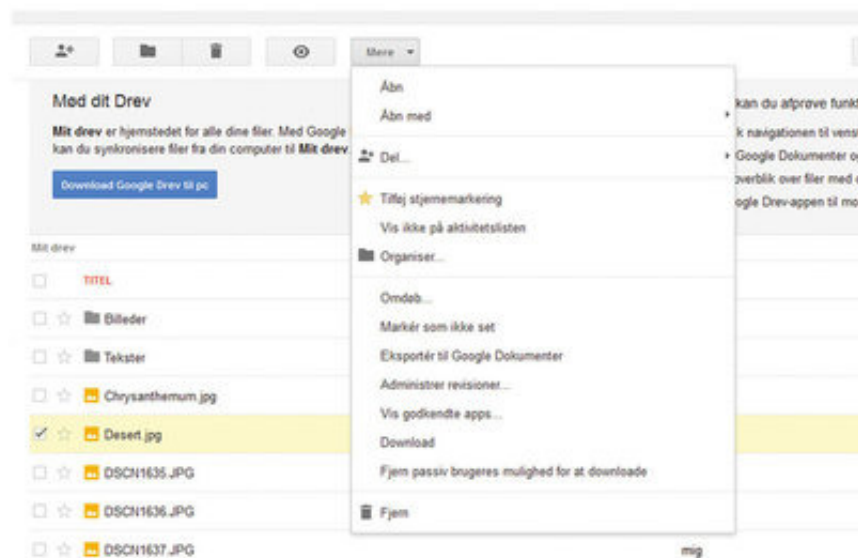 Mere
Mød dit Drev
Mit drev er hjemstedet for alle dine filer. Med Google
kan du synkronisere filer fra din computer til Mit drev.
Download Google Drev til pc
Åbn
Åbn med
Del...
Tilføj stjernemarkering
Vis ikke på aktivitetslisten
Organiser...
Omdøb...
Markér som ikke set
Eksportér til Google Dokumenter
Administrer revisioner...
Vis godkendte apps...
Download
Fjern passiv brugeres mulighed for at downloade
Fjern
kan du afprøve funkt
k navigationen til venst
Google Dokumenter og
overblik over filer med
ogle Drev-appen til mo
Mit drev
TITEL
Billeder
Tekster
Chrysanthemum.jpg
Desert.jpg
DSCN1635.JPG
DSCN1636.JPG
DSCN1637.JPG
mig